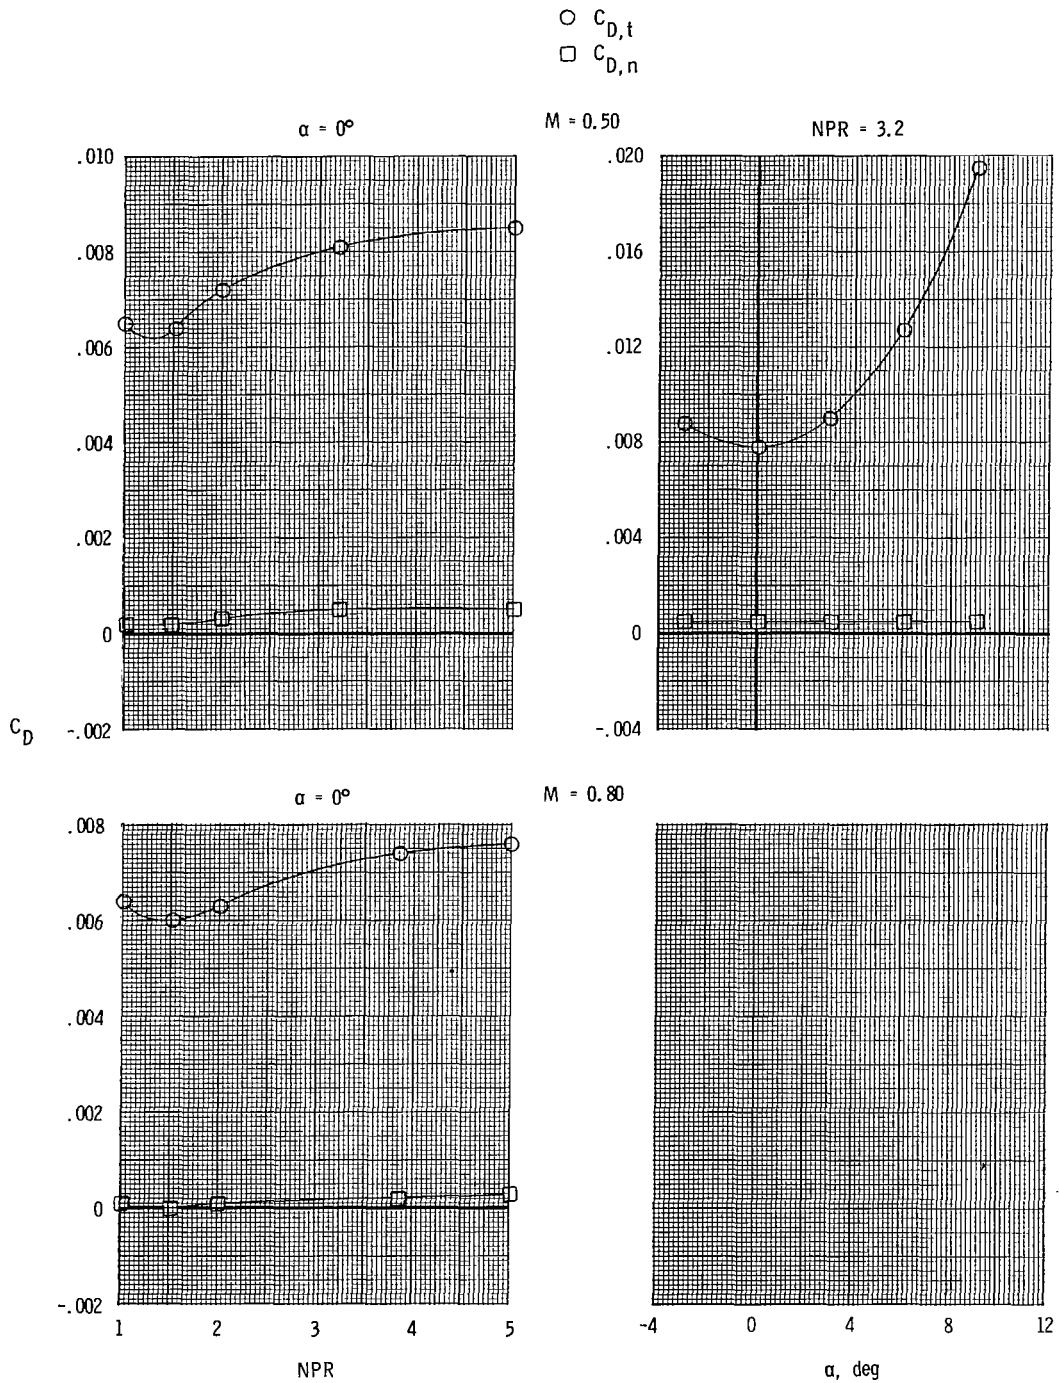 ○ C_D,t
□ C_D,n
α = 0° M = 0.50 NPR = 3.2
.010 .020
.008 .016
.006 .012
.004 .008
.002 .004
0 0
C_D -.002 -.004
α = 0° M = 0.80
.008
.006
.004
.002
0
-.002
1 2 3 4 5 -4 0 4 8 12
NPR α, deg